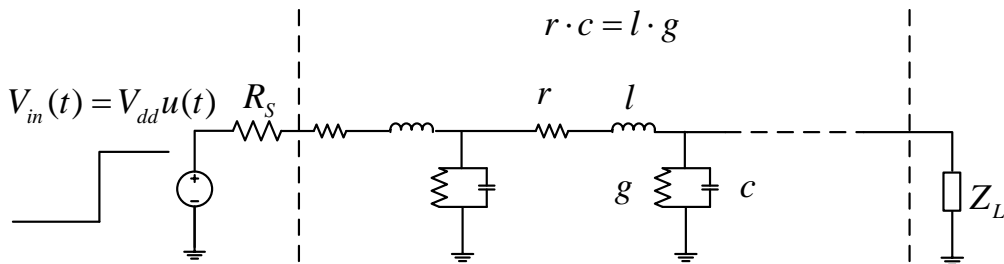 r · c = l · g
V_in(t) = V_dd u(t)
R_S
r
l
+
−
g
c
Z_L